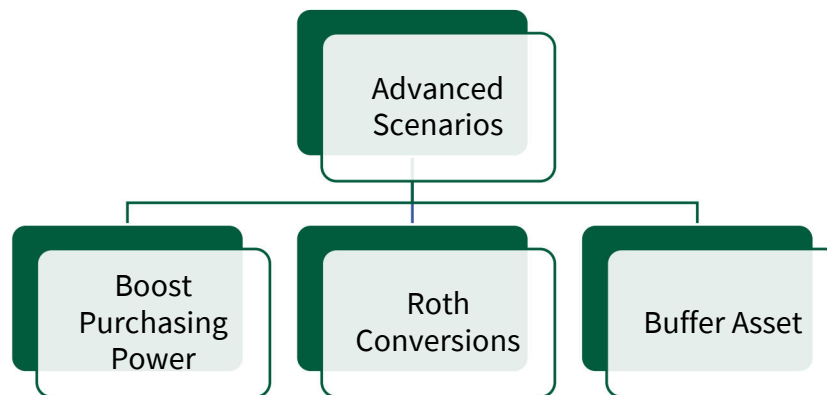 Advanced
Scenarios
Boost
Purchasing
Power
Roth
Conversions
Buffer Asset